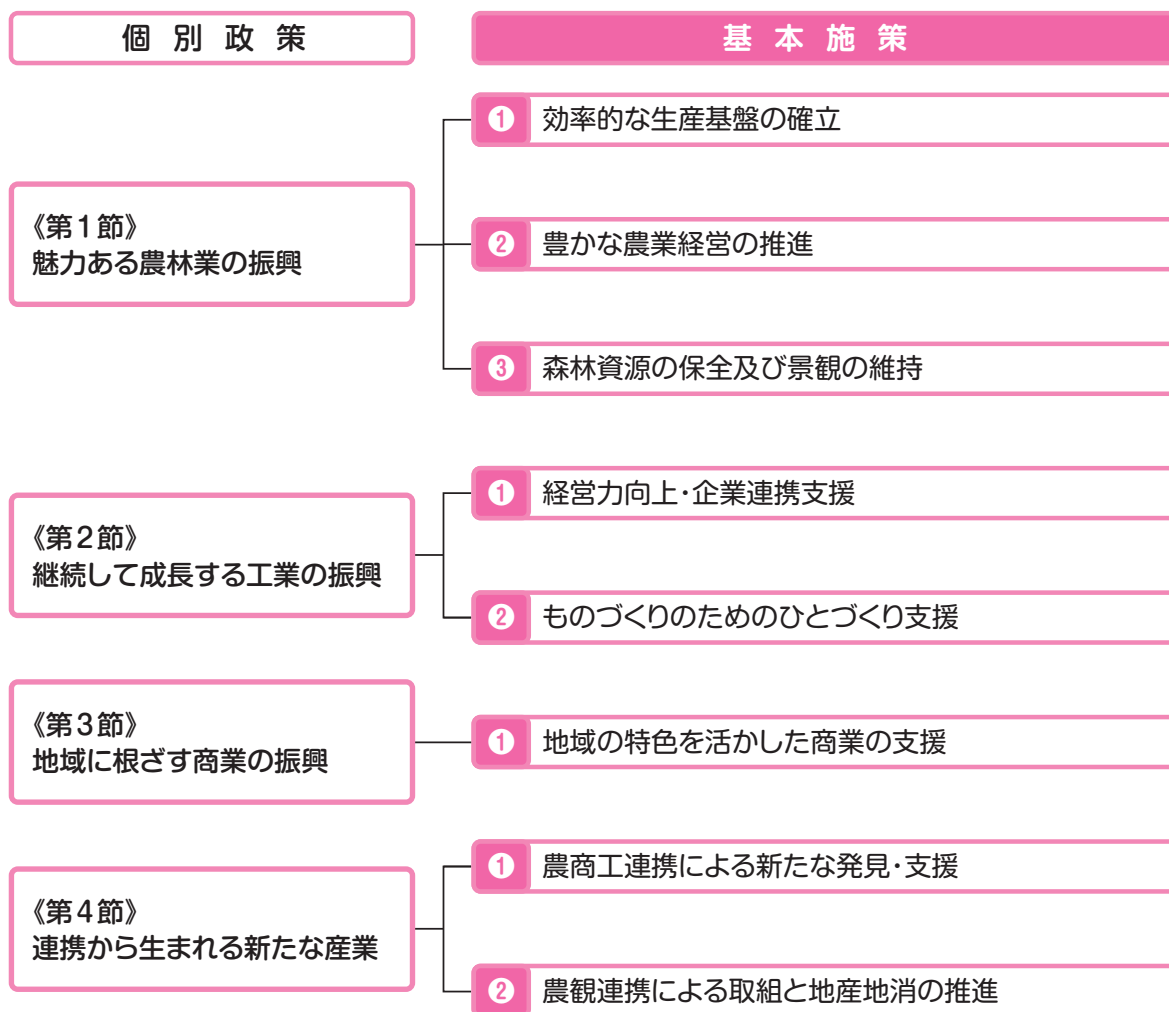 個別政策
基本施策
《第1節》
魅力ある農林業の振興
❶ 効率的な生産基盤の確立
❷ 豊かな農業経営の推進
❸ 森林資源の保全及び景観の維持
《第2節》
継続して成長する工業の振興
❶ 経営力向上・企業連携支援
❷ ものづくりのためのひとづくり支援
《第3節》
地域に根ざす商業の振興
❶ 地域の特色を活かした商業の支援
《第4節》
連携から生まれる新たな産業
❶ 農商工連携による新たな発見・支援
❷ 農観連携による取組と地産地消の推進